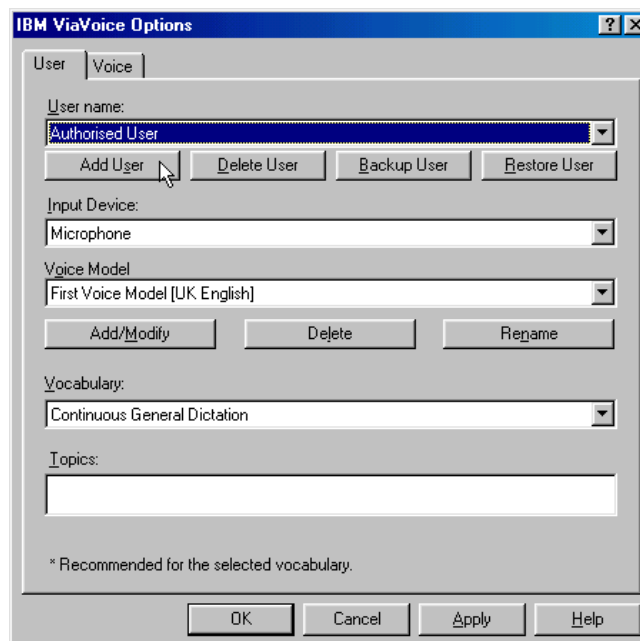 IBM ViaVoice Options
User Voice
User name:
Authorised User
Add User Delete User Backup User Restore User
Input Device:
Microphone
Voice Model
First Voice Model [UK English]
Add/Modify Delete Rename
Vocabulary:
Continuous General Dictation
Topics:
* Recommended for the selected vocabulary.
OK Cancel Apply Help